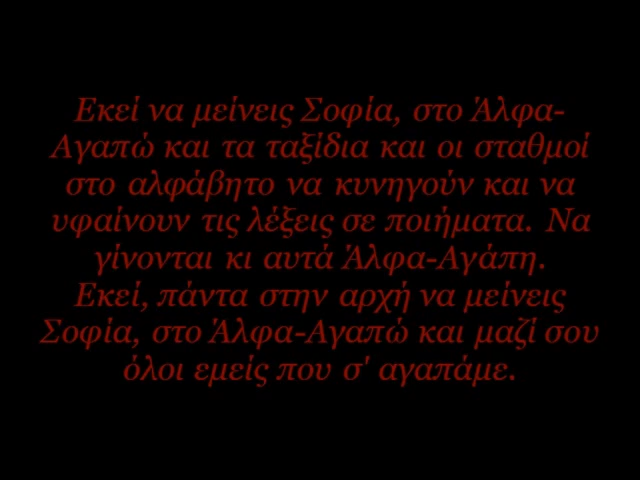 Εκεί να μείνεις Σοφία, στο Άλφα-
Αγαπώ και τα ταξίδια και οι σταθμοί
στο αλφάβητο να κυνηγούν και να
υφαίνουν τις λέξεις σε ποιήματα. Να
γίνονται κι αυτά Άλφα-Αγάπη.
Εκεί, πάντα στην αρχή να μείνεις
Σοφία, στο Άλφα-Αγαπώ και μαζί σου
όλοι εμείς που σ' αγαπάμε.